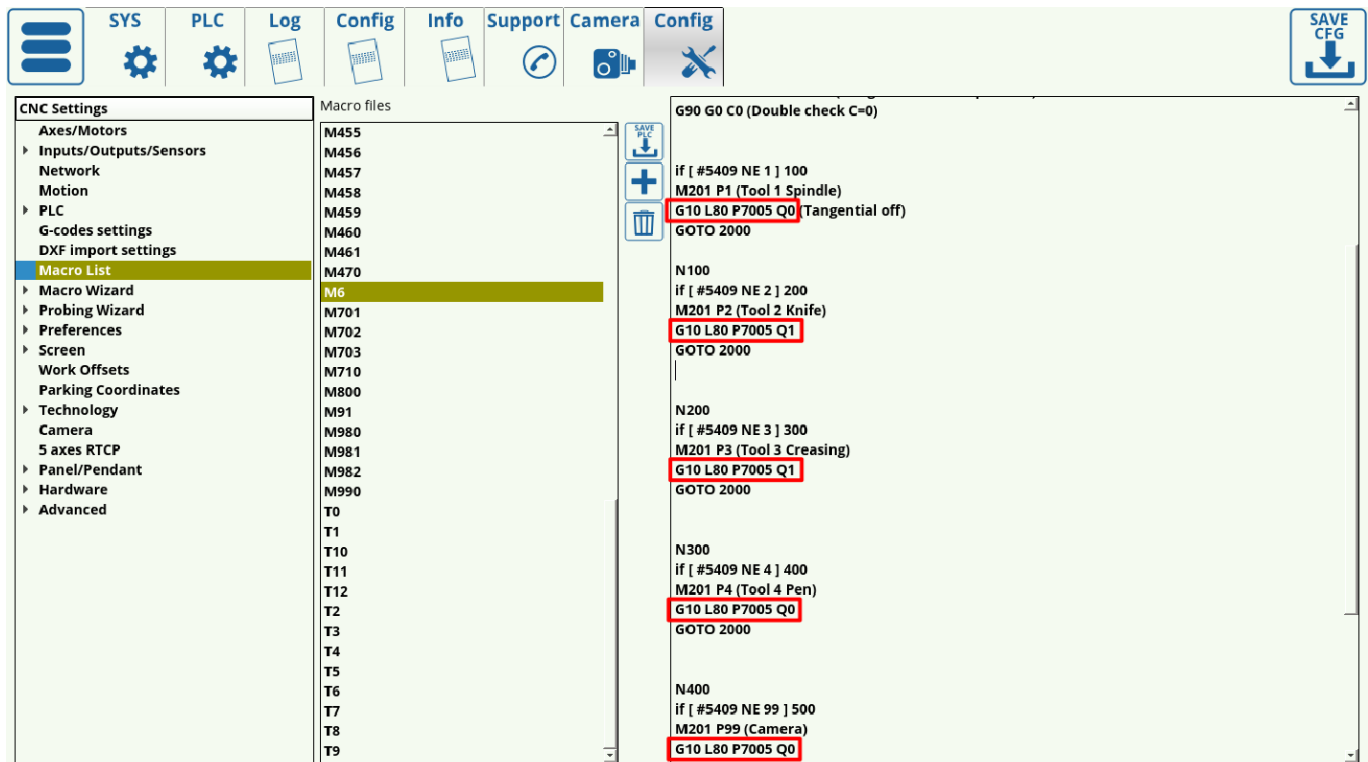 SYS
PLC
Log
Config
Info
Support
Camera
Config
SAVE
CFG
CNC Settings
Axes/Motors
Inputs/Outputs/Sensors
Network
Motion
PLC
G-codes settings
DXF import settings
Macro List
Macro Wizard
Probing Wizard
Preferences
Screen
Work Offsets
Parking Coordinates
Technology
Camera
5 axes RTCP
Panel/Pendant
Hardware
Advanced
Macro files
M455
M456
M457
M458
M459
M460
M461
M470
M6
M701
M702
M703
M710
M800
M91
M980
M981
M982
M990
T0
T1
T10
T11
T12
T2
T3
T4
T5
T6
T7
T8
T9
SAVE
PLC
G90 G0 C0 (Double check C=0)
if [ #5409 NE 1 ] 100
M201 P1 (Tool 1 Spindle)
G10 L80 P7005 Q0 (Tangential off)
GOTO 2000
N100
if [ #5409 NE 2 ] 200
M201 P2 (Tool 2 Knife)
G10 L80 P7005 Q1
GOTO 2000
N200
if [ #5409 NE 3 ] 300
M201 P3 (Tool 3 Creasing)
G10 L80 P7005 Q1
GOTO 2000
N300
if [ #5409 NE 4 ] 400
M201 P4 (Tool 4 Pen)
G10 L80 P7005 Q0
GOTO 2000
N400
if [ #5409 NE 99 ] 500
M201 P99 (Camera)
G10 L80 P7005 Q0